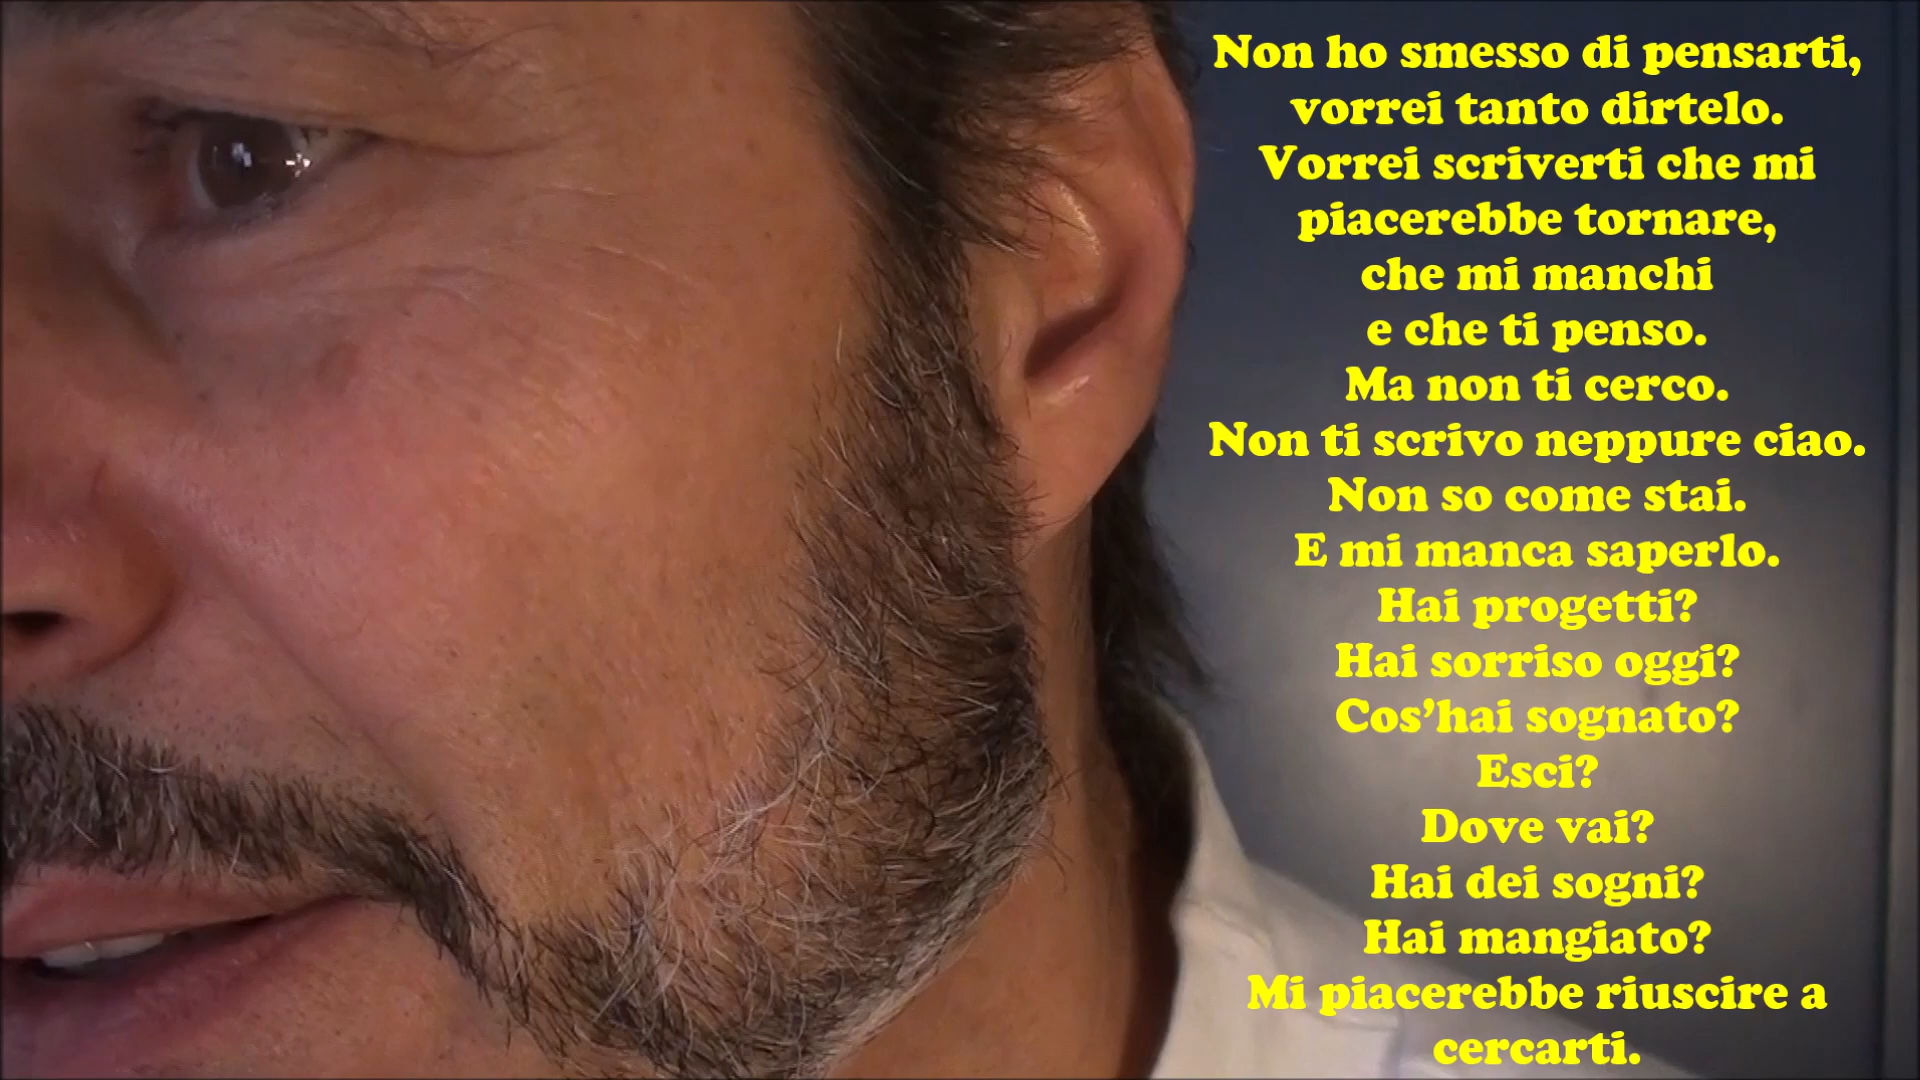 Non ho smesso di pensarti,
vorrei tanto dirtelo.
Vorrei scriverti che mi
piacerebbe tornare,
che mi manchi
e che ti penso.
Ma non ti cerco.
Non ti scrivo neppure ciao.
Non so come stai.
E mi manca saperlo.
Hai progetti?
Hai sorriso oggi?
Cos’hai sognato?
Esci?
Dove vai?
Hai dei sogni?
Hai mangiato?
Mi piacerebbe riuscire a
cercarti.